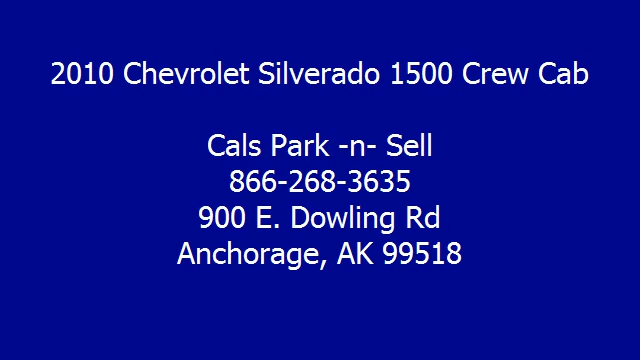 2010 Chevrolet Silverado 1500 Crew Cab
Cals Park -n- Sell
866-268-3635
900 E. Dowling Rd
Anchorage, AK 99518